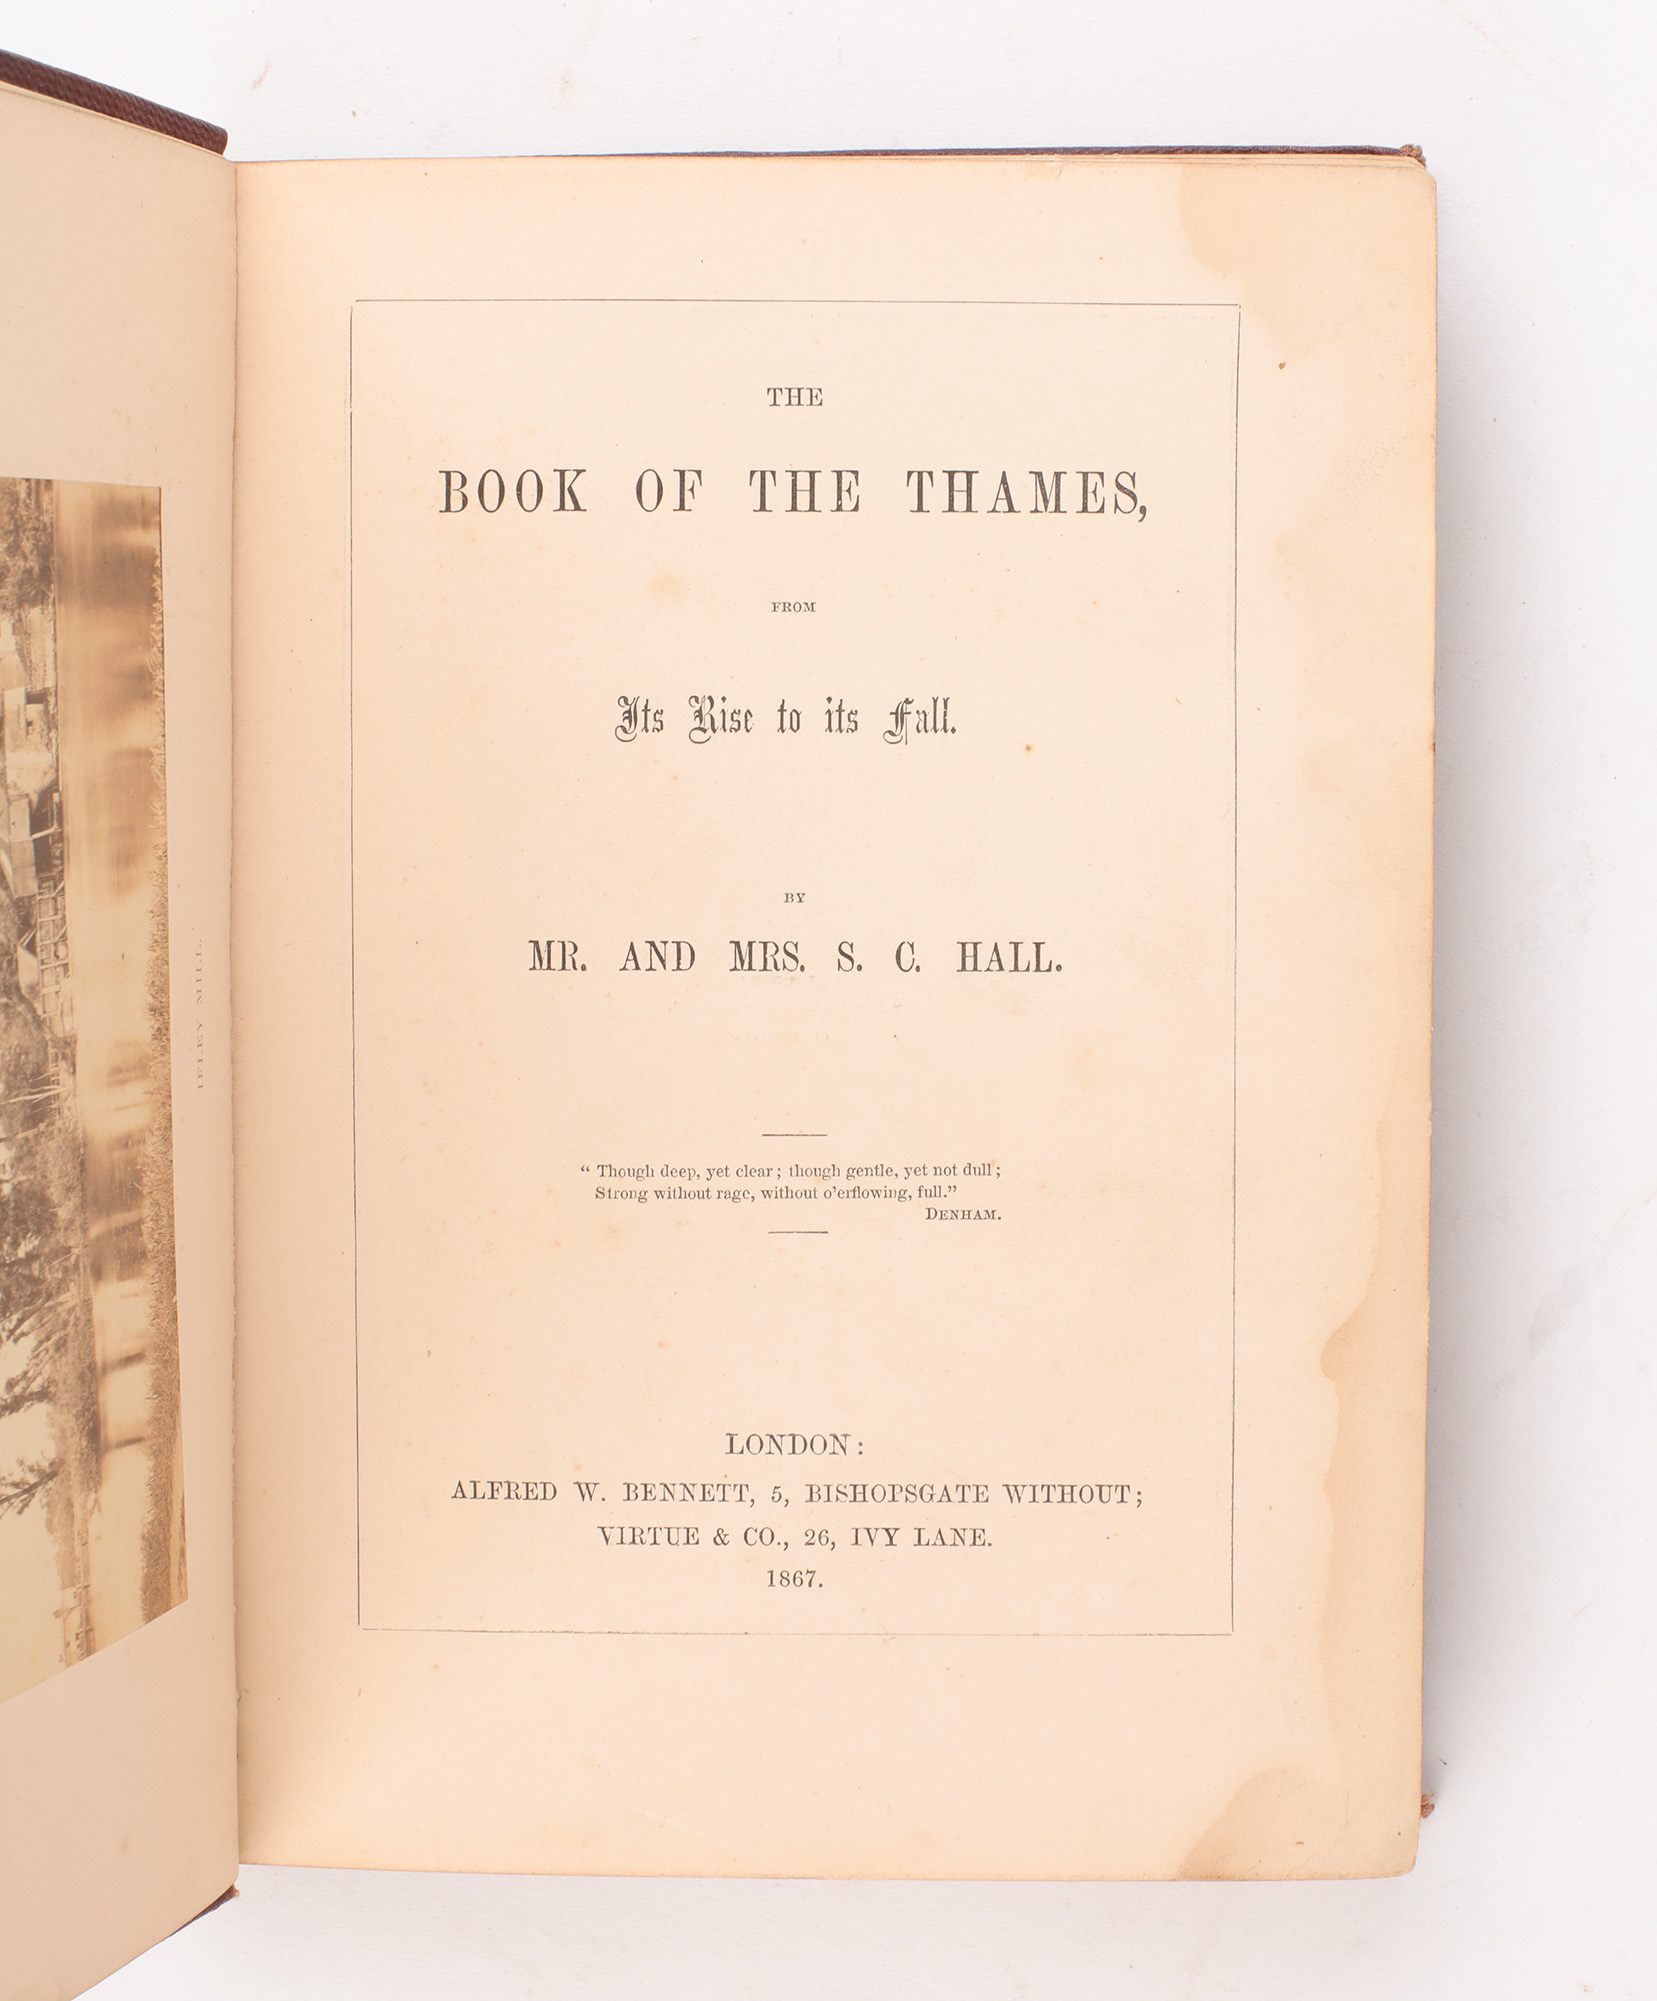 IFLEY MILL.
THE
BOOK OF THE THAMES,
FROM
Its Rise to its Fall.
BY
MR. AND MRS. S. C. HALL.
“ Though deep, yet clear; though gentle, yet not dull;
Strong without rage, without o’erflowing, full.”
DENHAM.
LONDON:
ALFRED W. BENNETT, 5, BISHOPSGATE WITHOUT;
VIRTUE & CO., 26, IVY LANE.
1867.